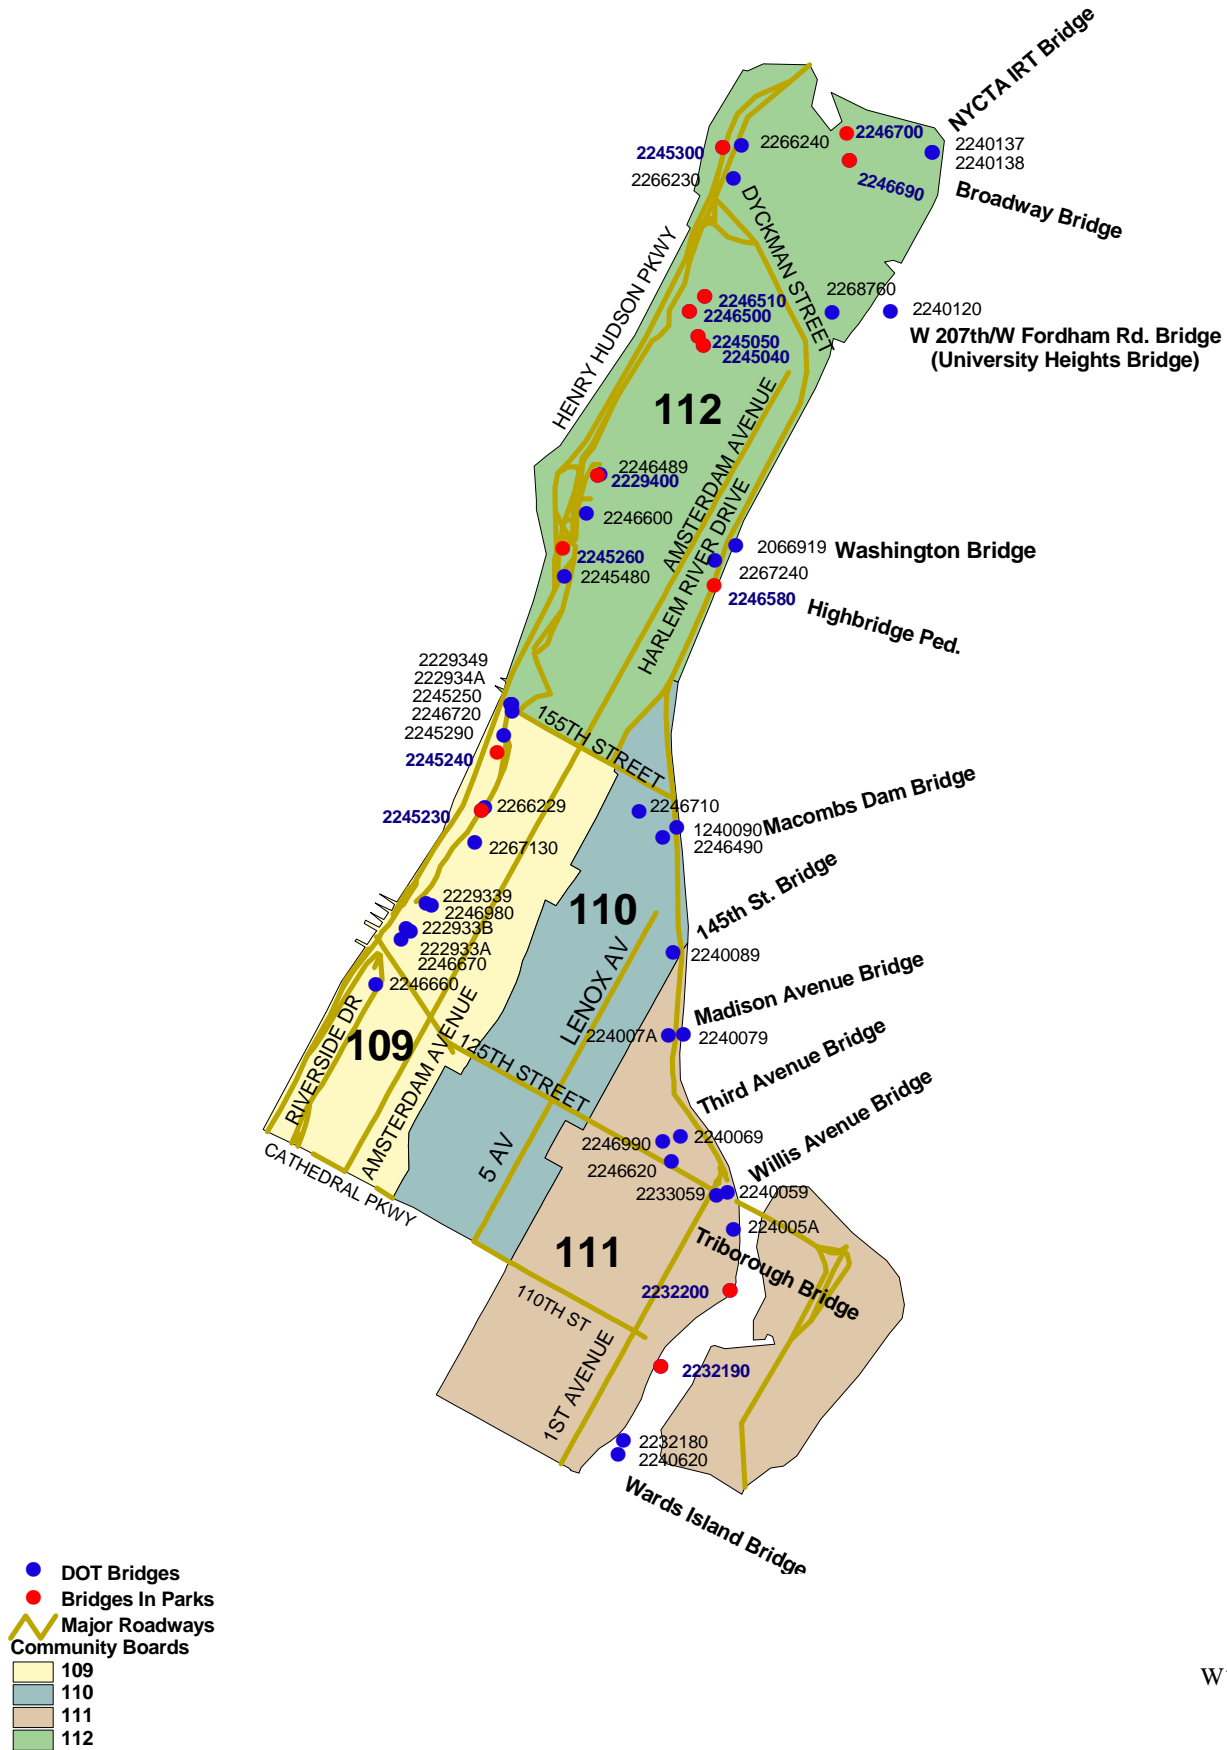 NYCTA IRT Bridge
2246700
2240137
2240138
2266240
2245300
2266230
2246690
Broadway Bridge
DYCKMAN STREET
HENRY HUDSON PKWY
2268760
2246510
2246500
2240120
W 207th/W Fordham Rd. Bridge
(University Heights Bridge)
2245050
2245040
112
AMSTERDAM AVENUE
2246489
2229400
2246600
HARLEM RIVER DRIVE
2066919
Washington Bridge
2245260
2245480
2267240
2246580
Highbridge Ped.
2229349
222934A
2245250
2246720
2245290
2245240
155TH STREET
2246710
Macombs Dam Bridge
1240090
2246490
2245230
2266229
2267130
145th St. Bridge
2229339
2246980
222933B
222933A
2246670
2246660
110
LENOX AV
2240089
Madison Avenue Bridge
RIVERSIDE DR
109
AMSTERDAM AVENUE
125TH STREET
224007A
2240079
Third Avenue Bridge
2240069
2246990
2246620
Willis Avenue Bridge
CATHEDRAL PKWY
5 AV
2233059
2240059
224005A
Triborough Bridge
111
2232200
110TH ST
1ST AVENUE
2232190
2232180
2240620
Wards Island Bridge
DOT Bridges
Bridges In Parks
Major Roadways
Community Boards
109
110
111
112